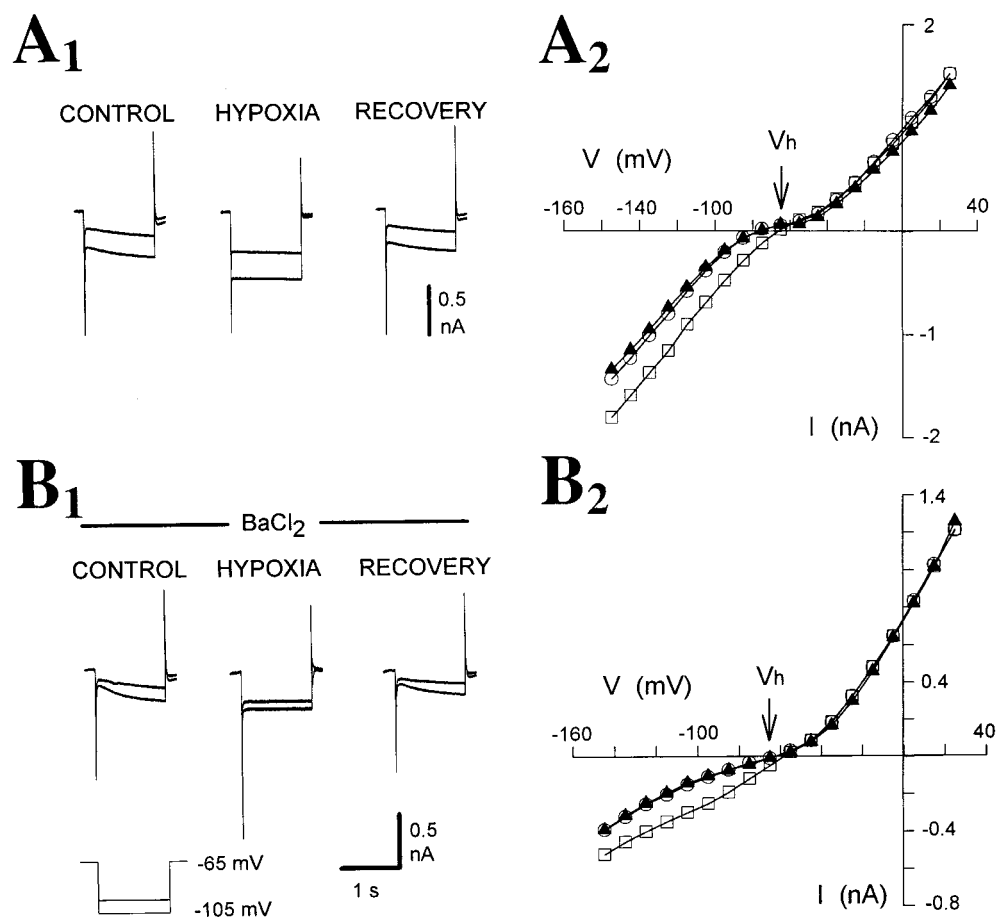 A1
CONTROL HYPOXIA RECOVERY
0.5
nA
A2
2
Vh
V (mV)
-160 -140 -100 40
-1
-2
I (nA)
B1
BaCl2
CONTROL HYPOXIA RECOVERY
-65 mV
-105 mV
0.5
nA
1 s
B2
1.4
0.4
Vh
V (mV)
-160 -100 40
-0.4
-0.8
I (nA)